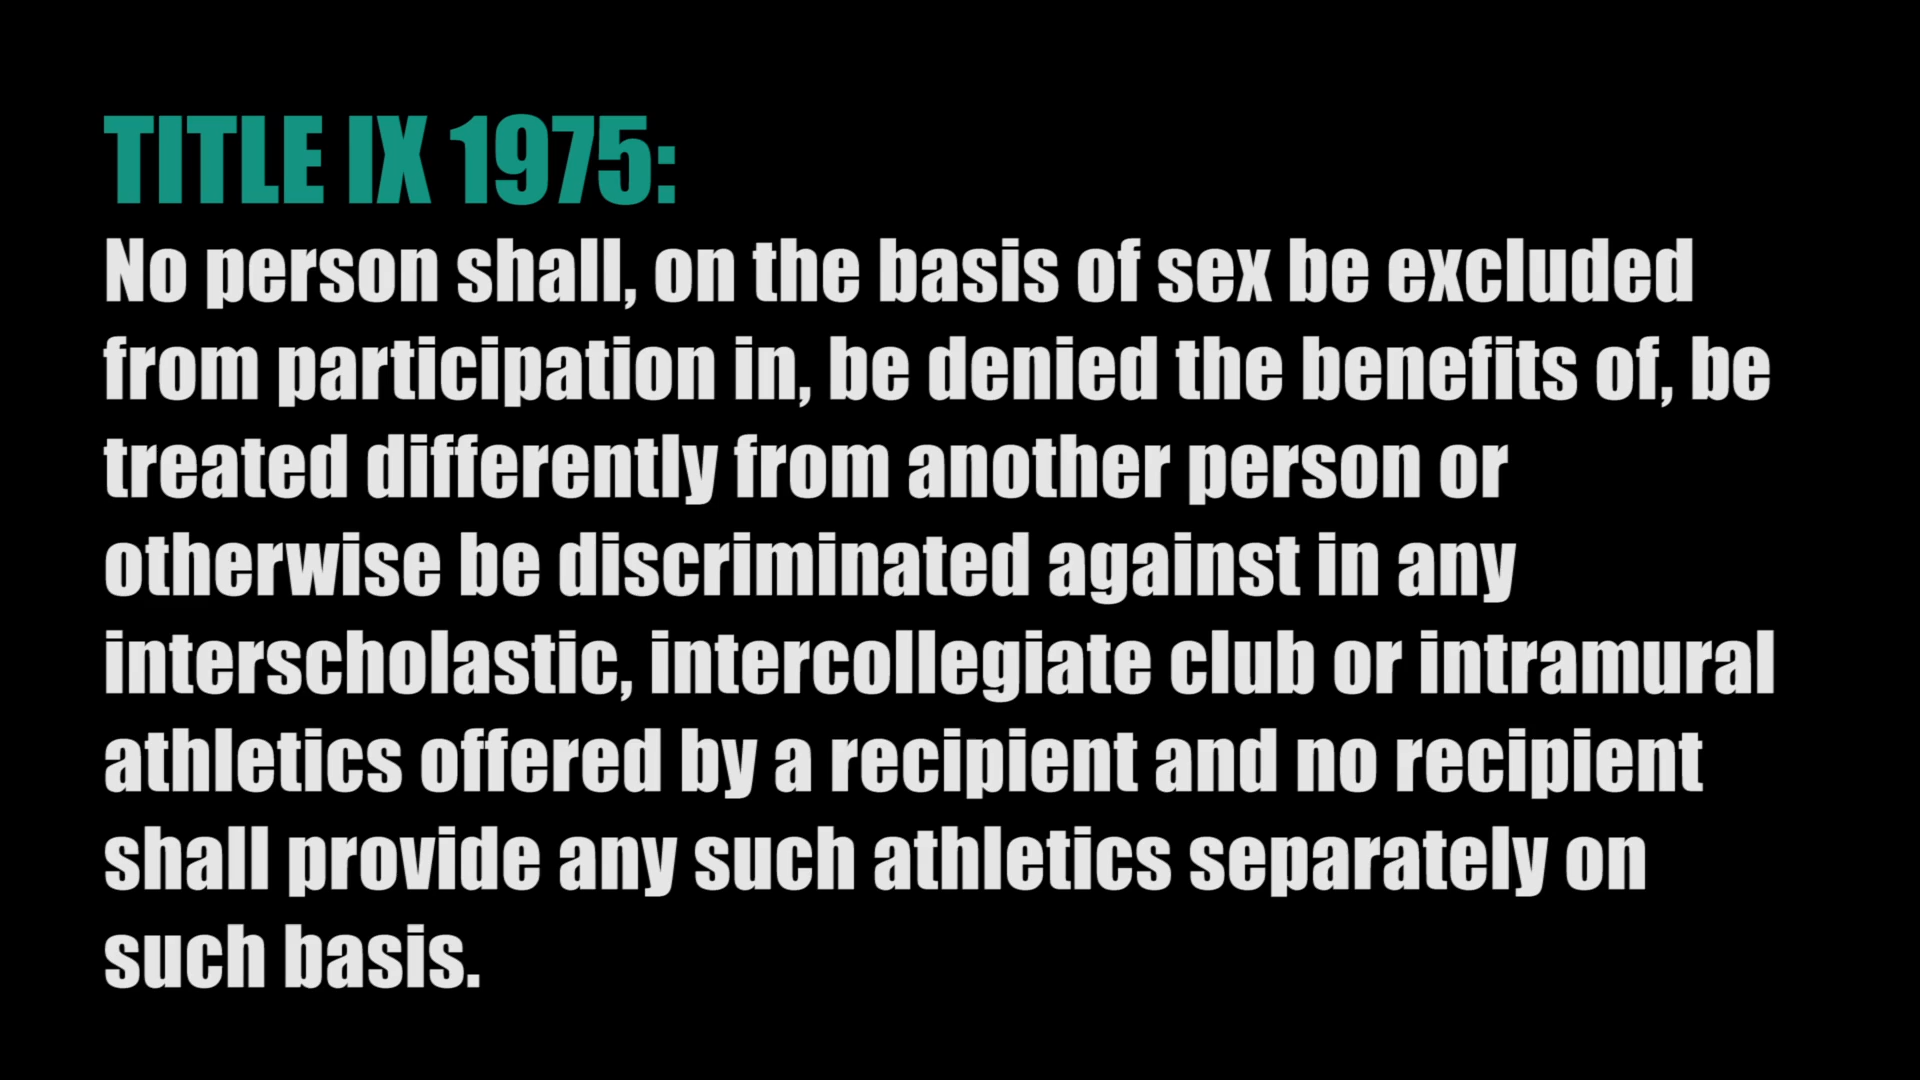 TITLE IX 1975:
No person shall, on the basis of sex be excluded
from participation in, be denied the benefits of, be
treated differently from another person or
otherwise be discriminated against in any
interscholastic, intercollegiate club or intramural
athletics offered by a recipient and no recipient
shall provide any such athletics separately on
such basis.